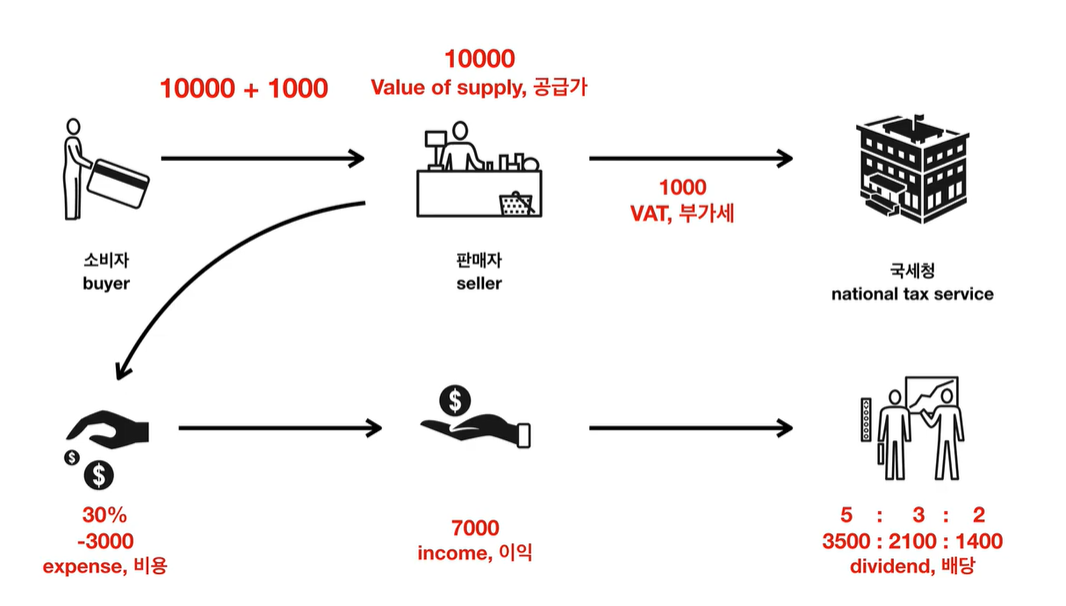 10000 + 1000
10000
Value of supply, 공급가
1000
VAT, 부가세
소비자
buyer
판매자
seller
국세청
national tax service
$
$
30%
-3000
expense, 비용
$
7000
income, 이익
5 : 3 : 2
3500 : 2100 : 1400
dividend, 배당